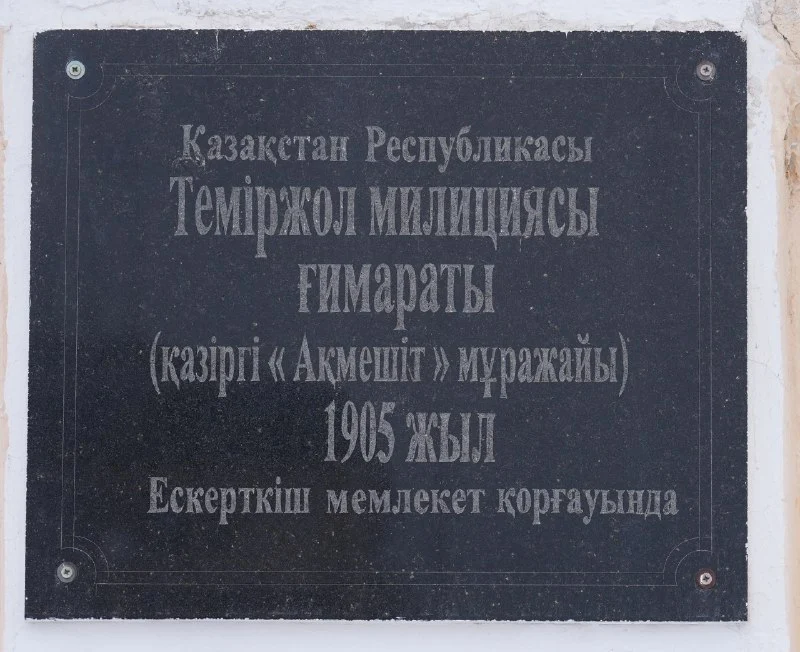 Қазақстан Республикасы
Теміржол милициясы
ғимараты
(қазіргі « Ақмешіт » мұражайы)
1905 жыл
Ескерткіш мемлекет қорғауында